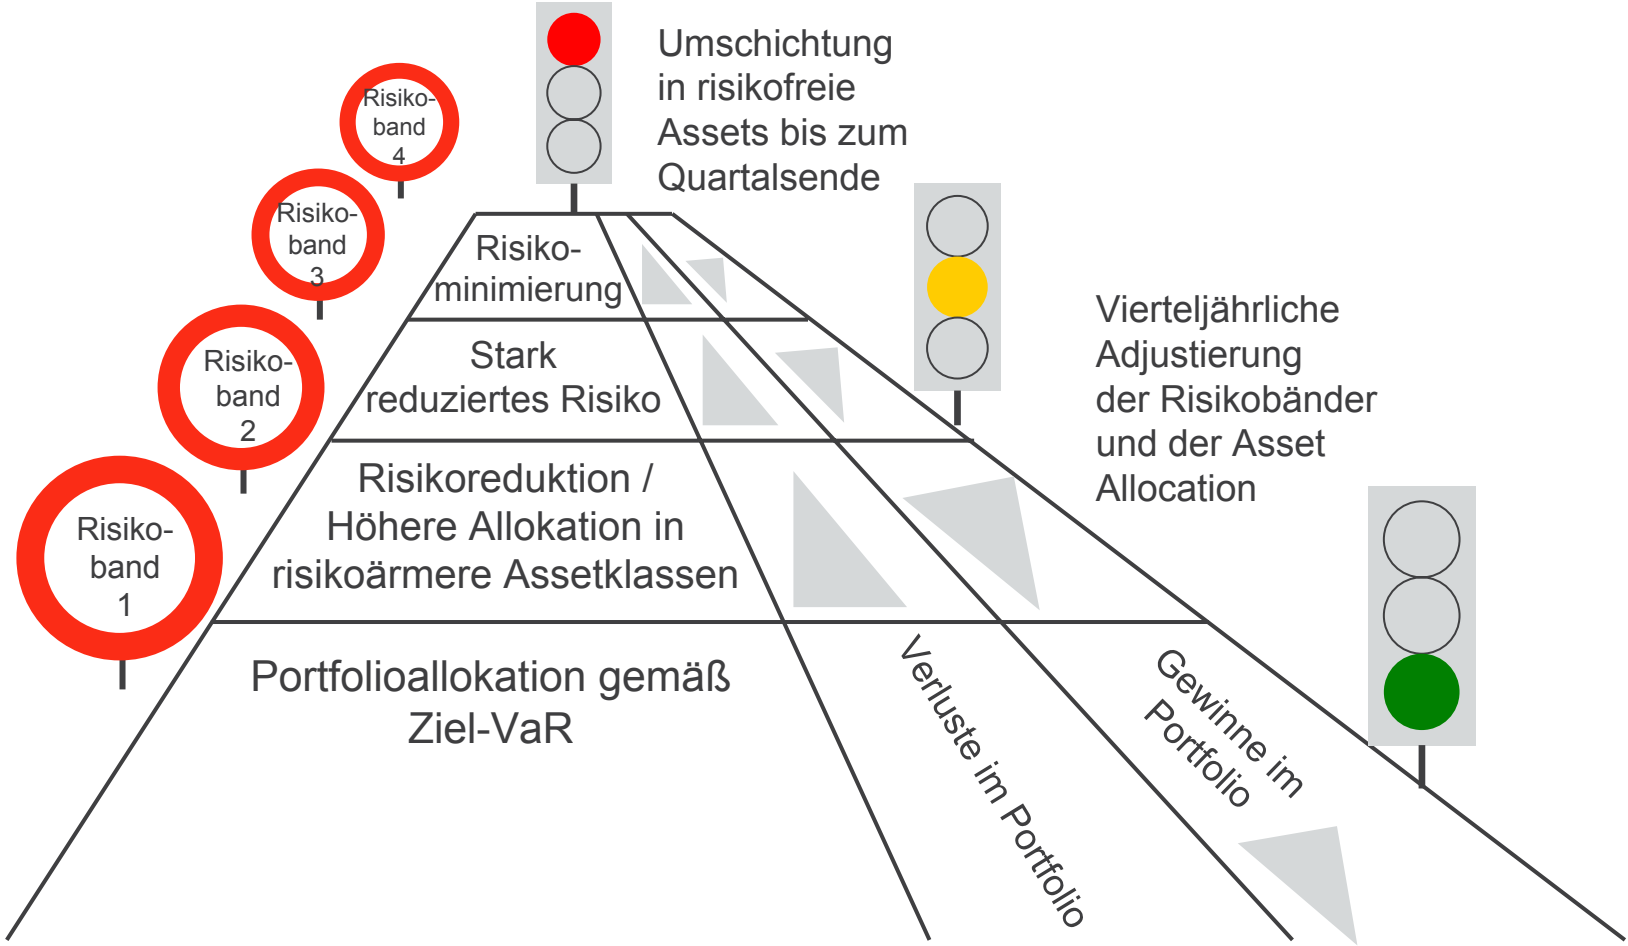 Umschichtung
in risikofreie
Assets bis zum
Quartalsende
Risiko-
band
4
Risiko-
band
3
Risiko-
band
2
Risiko-
band
1
Risiko-
minimierung
Stark
reduziertes Risiko
Risikoreduktion /
Höhere Allokation in
risikoärmere Assetklassen
Portfolioallokation gemäß
Ziel-VaR
Vierteljährliche
Adjustierung
der Risikobänder
und der Asset
Allocation
Verluste im Portfolio
Gewinne im
Portfolio